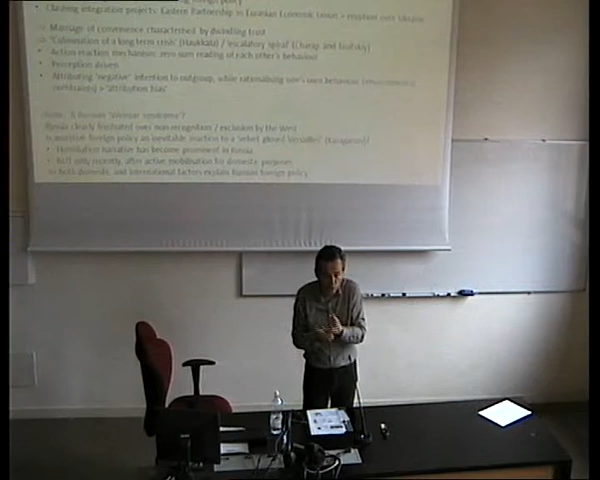 foreign policy
• Clashing integration projects: Eastern Partnership vs Eurasian Economic Union > eruption over Ukraine
⇨ Marriage of convenience characterised by dwindling trust
⇨ 'Culmination of a long term crisis' (Haukkala) / 'escalatory spiral' (Charap and Troitskiy)
• Action reaction mechanism: zero sum reading of each other's behaviour
• Perception driven
• Attributing 'negative' intention to outgroup, while rationalising one's own behaviour
constraints) > 'attribution bias'
Note: A Russian 'Weimar syndrome'?
Russia clearly frustrated over non-recognition / exclusion by the West
Is assertive foreign policy an inevitable reaction to a 'velvet gloved Versailles' (Karaganov)?
• Humiliation narrative has become prominent in Russia
• BUT only recently, after active mobilisation for domestic purposes
⇨ Both domestic and international factors explain Russian foreign policy